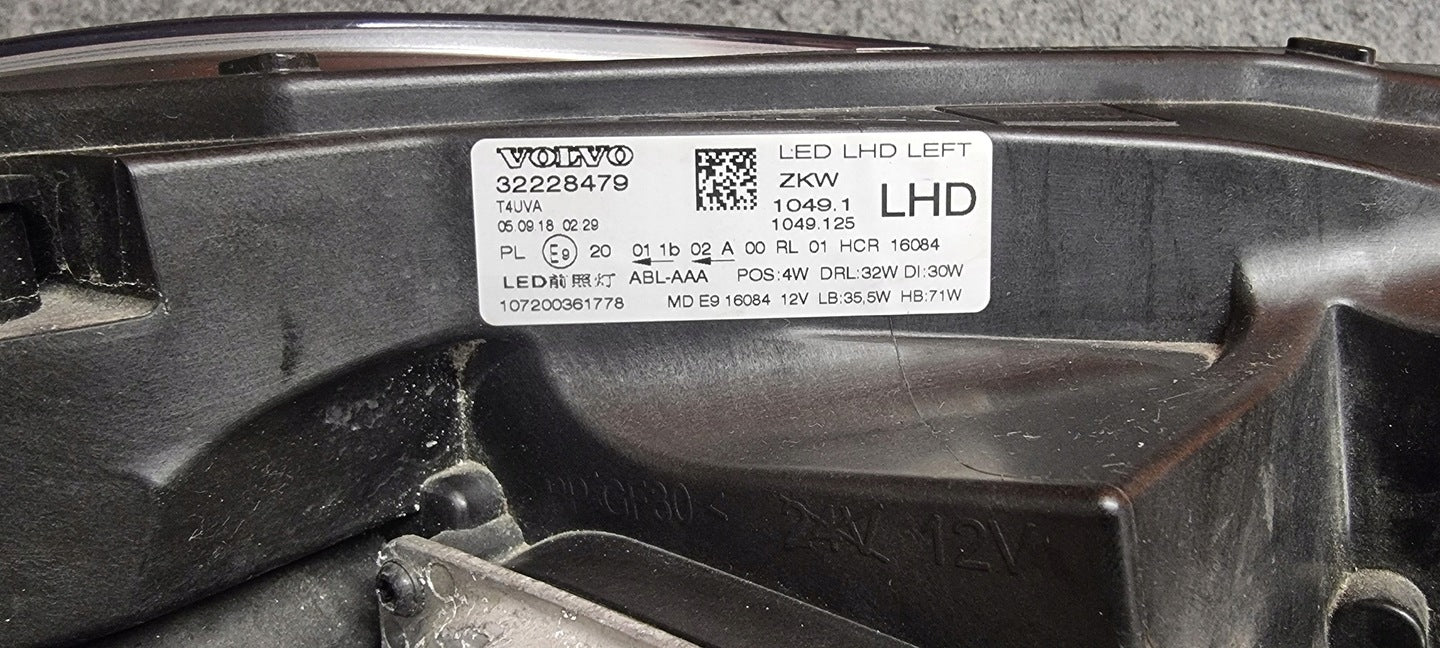 VOLVO
32228479
T4UVA
05.09.18 02:29
LED LHD LEFT
ZKW
1049.1
1049.125
LHD
PL E9 20 01 1b 02 A 00 RL 01 HCR 16084
LED前照灯 ABL-AAA POS:4W DRL:32W DI:30W
107200361778 MD E9 16084 12V LB:35,5W HB:71W
GF30<
24V 12V